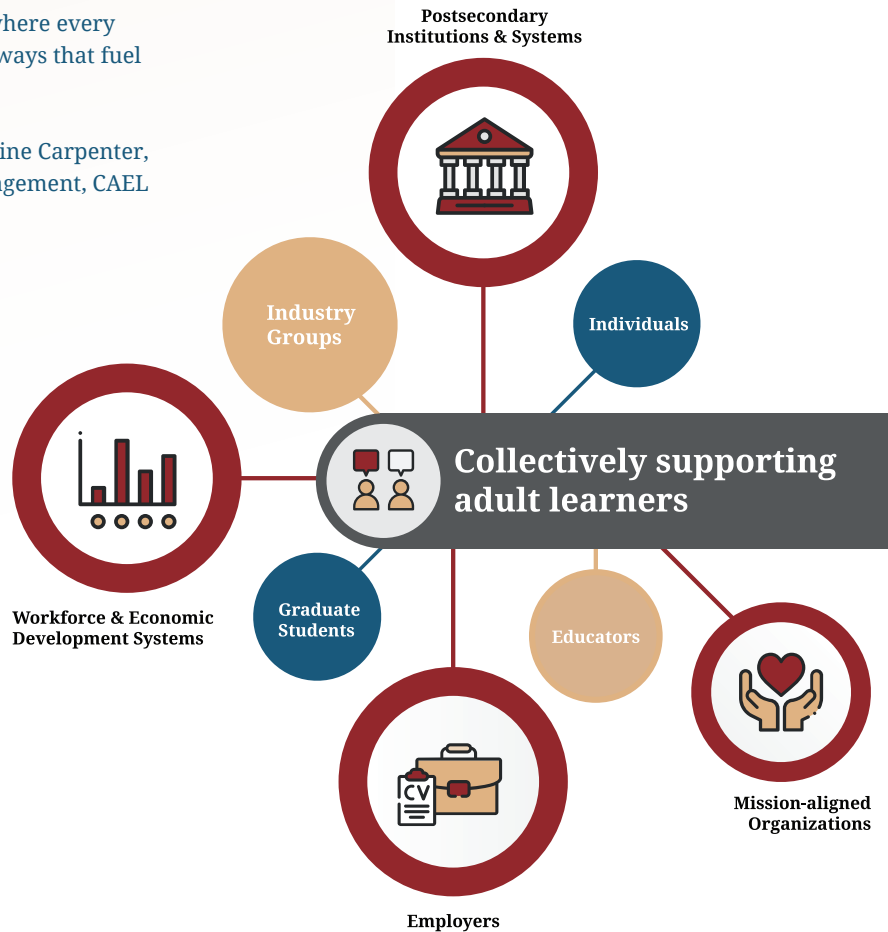 where every
ways that fuel
ine Carpenter,
gement, CAEL
Postsecondary
Institutions & Systems
Industry
Groups
Individuals
Collectively supporting
adult learners
Workforce & Economic
Development Systems
Graduate
Students
Educators
CV
Mission-aligned
Organizations
Employers